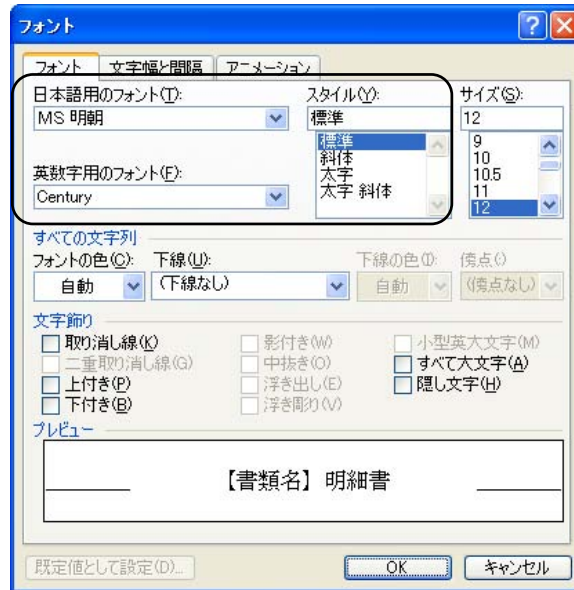 フォント
フォント 文字幅と間隔 アニメーション
日本語用のフォント(T): スタイル(Y): サイズ(S):
MS 明朝 標準 12
標準 9
斜体 10
太字 10.5
太字 斜体 11
12
英数字用のフォント(F):
Century
すべての文字列
フォントの色(C): 下線(U): 下線の色(I): 傍点(:)
自動 (下線なし) 自動 (傍点なし)
文字飾り
取り消し線(K) 影付き(W) 小型英大文字(M)
二重取り消し線(G) 中抜き(O) すべて大文字(A)
上付き(P) 浮き出し(E) 隠し文字(H)
下付き(B) 浮き彫り(V)
プレビュー
【書類名】明細書
既定値として設定(D)... OK キャンセル